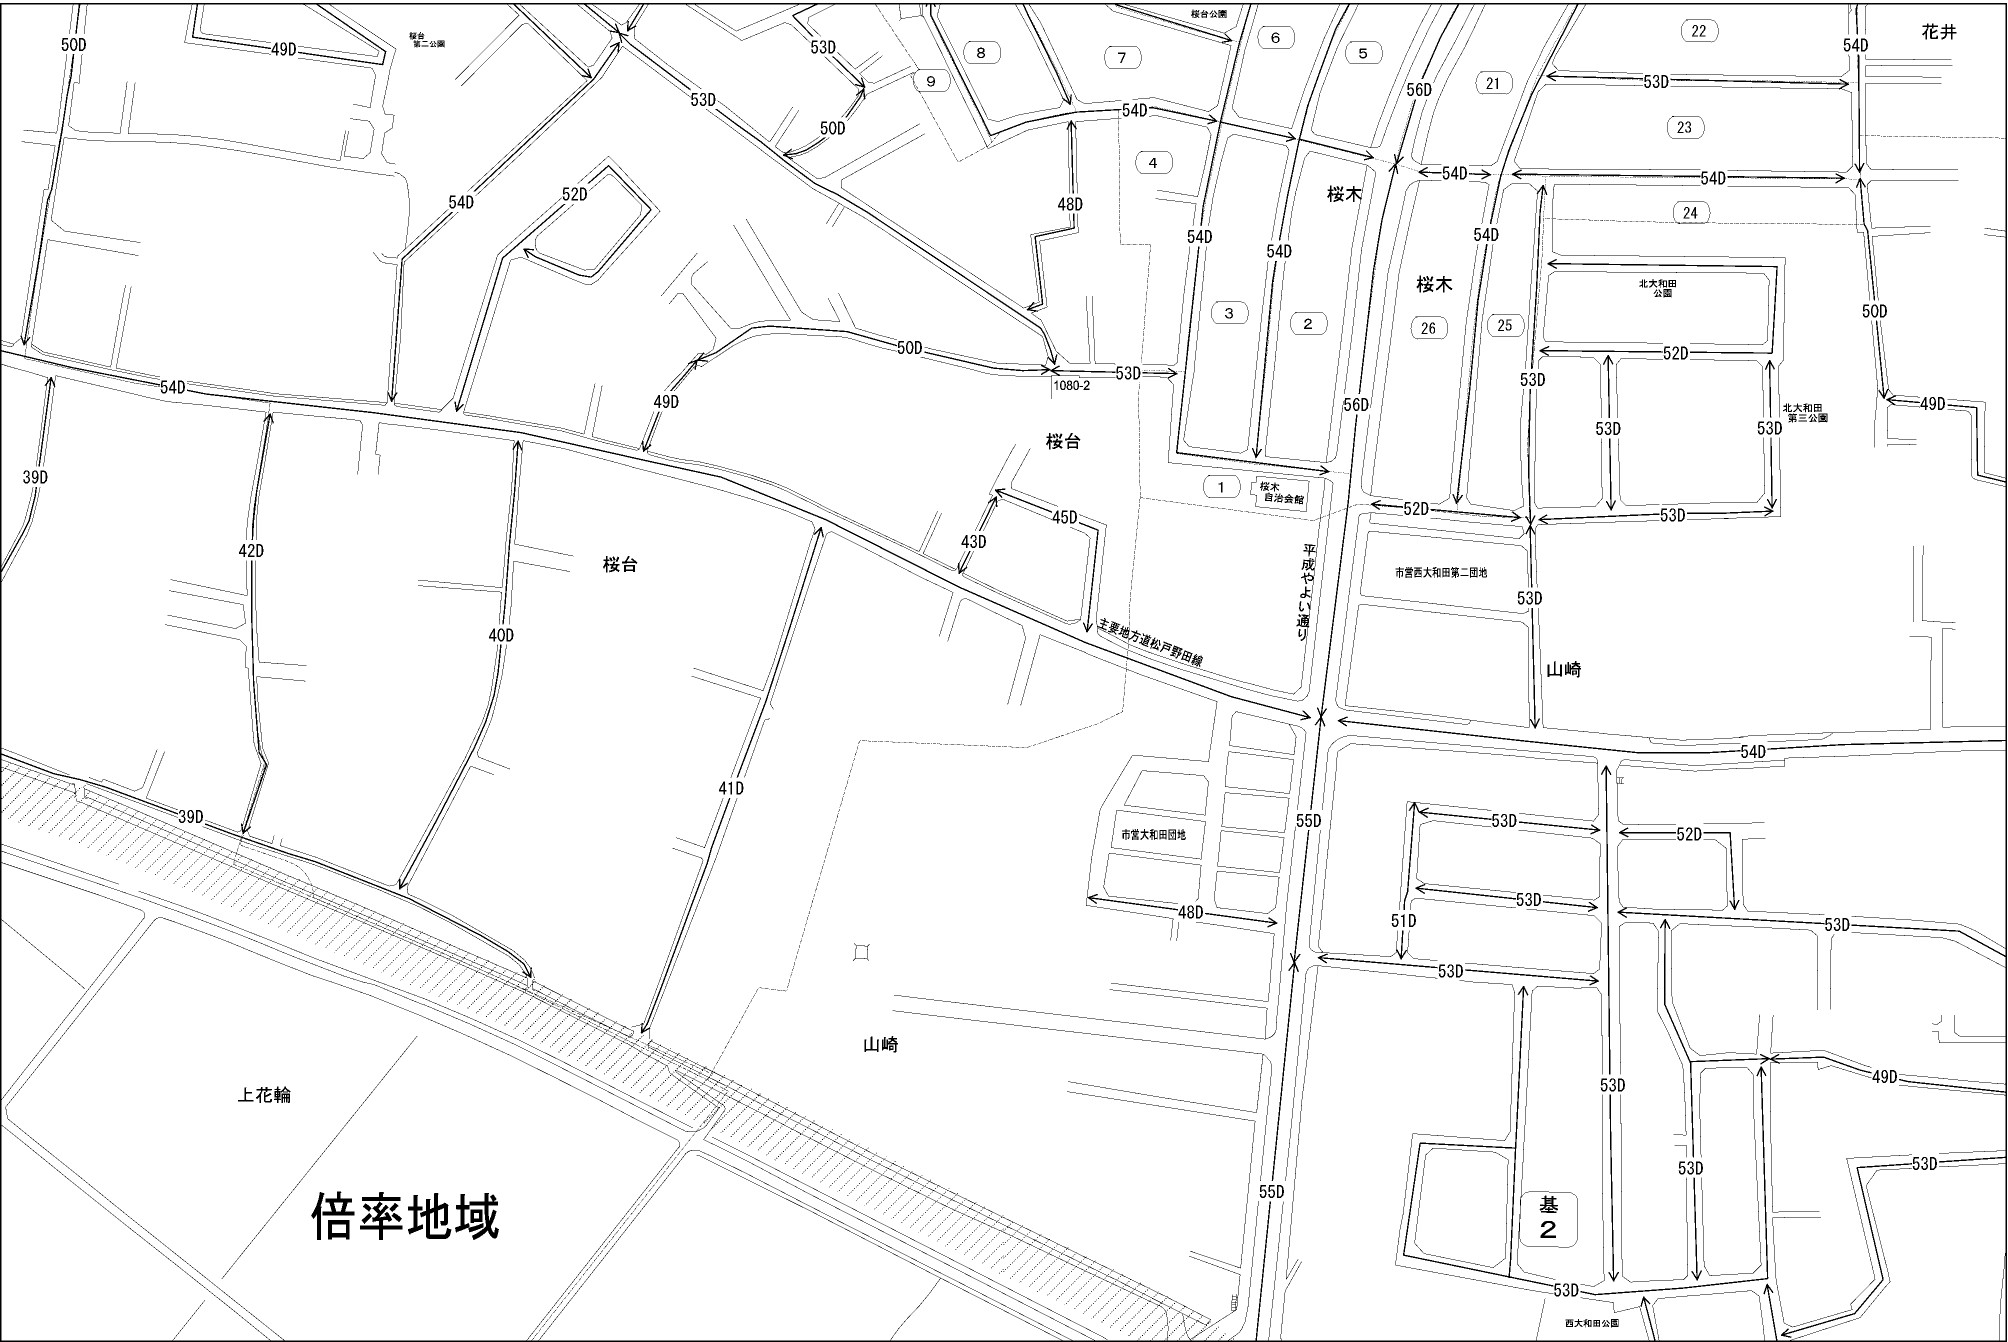 桜台公園
22
花井
50D
49D
桜台
第二公園
53D
8
7
6
5
54D
9
21
56D
53D
53D
50D
54D
23
4
54D
54D
52D
54D
48D
桜木
24
54D
54D
54D
桜木
北大和田
公園
50D
3
2
26
25
50D
52D
54D
53D
1080-2
53D
49D
56D
49D
北大和田
第三公園
53D
53D
桜台
39D
1
桜木
自治会館
45D
52D
53D
42D
43D
桜台
平成やよい通り
市営西大和田第二団地
53D
40D
主要地方道松戸野田線
山崎
54D
41D
39D
55D
53D
52D
市営大和田団地
53D
48D
51D
53D
53D
山崎
49D
53D
上花輪
53D
53D
倍率地域
55D
基
2
53D
西大和田公園